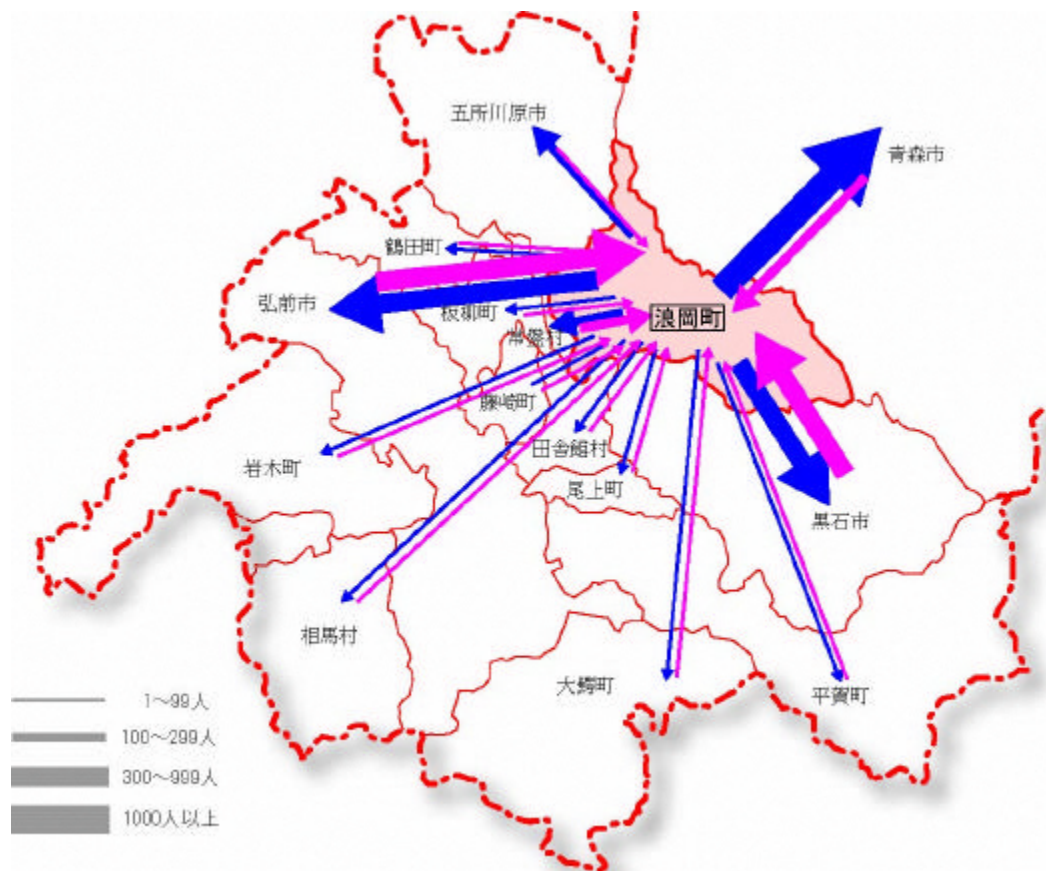 五所川原市
青森市
鶴田町
弘前市
板柳町
浪岡町
常盤村
藤崎町
田舎館村
岩木町
尾上町
黒石市
相馬村
大鰐町
平賀町
1～99人
100～299人
300～999人
1000人以上